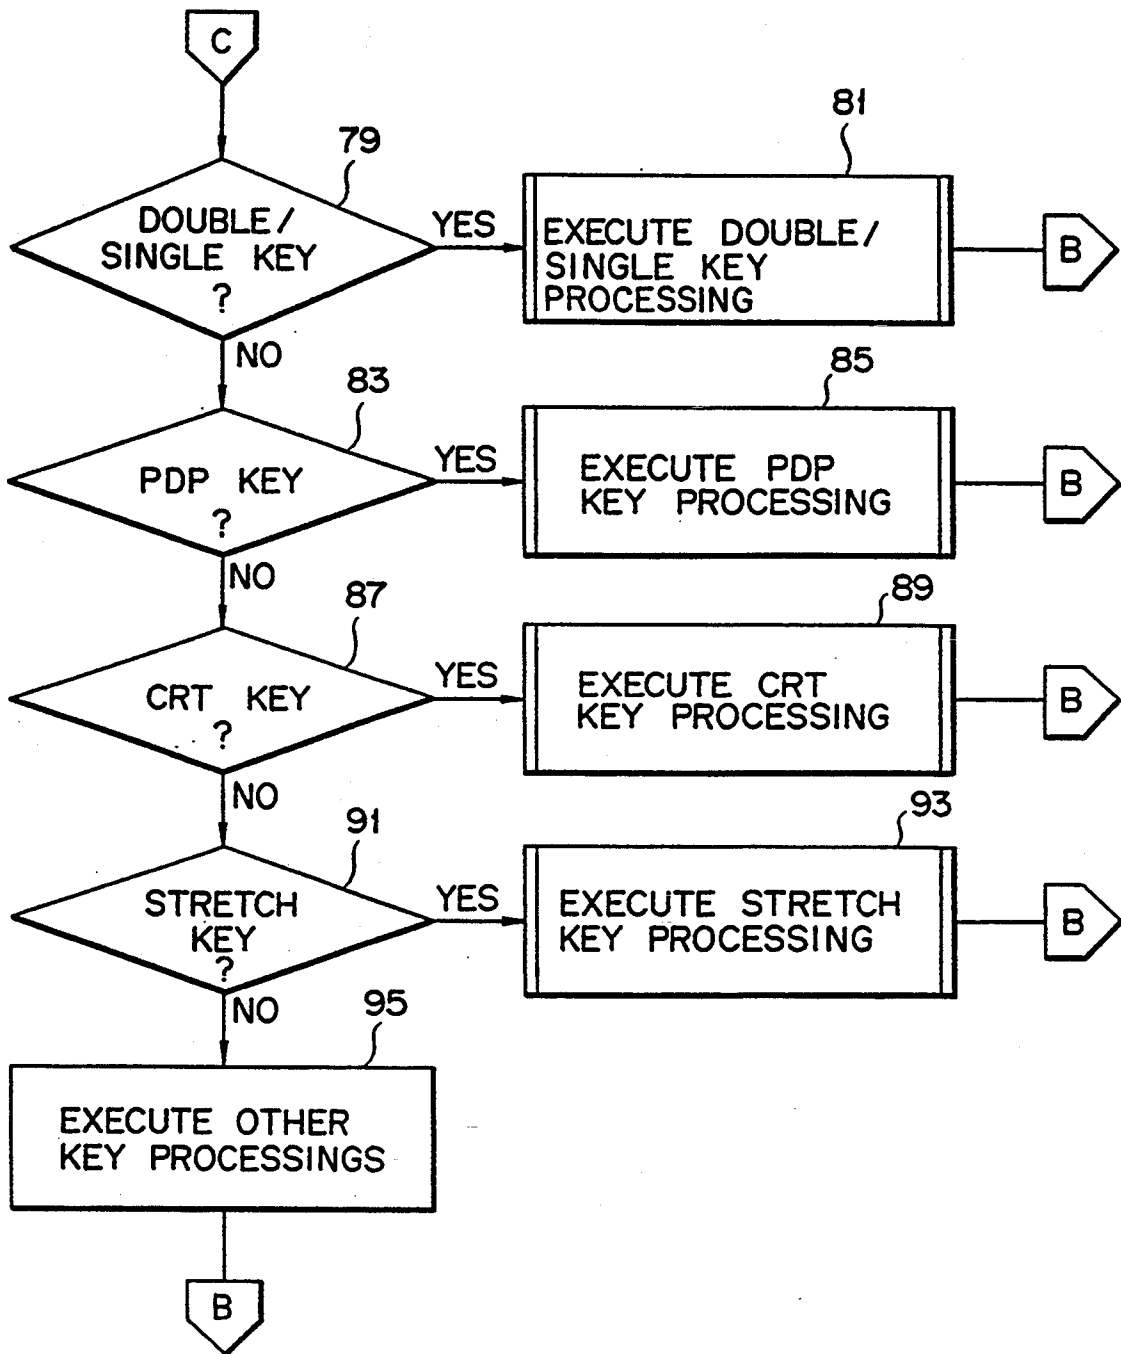 C
79
DOUBLE/
SINGLE KEY
?
YES
81
EXECUTE DOUBLE/
SINGLE KEY
PROCESSING
B
NO
83
PDP KEY
?
YES
85
EXECUTE PDP
KEY PROCESSING
B
NO
87
CRT KEY
?
YES
89
EXECUTE CRT
KEY PROCESSING
B
NO
91
STRETCH
KEY
?
YES
93
EXECUTE STRETCH
KEY PROCESSING
B
NO
95
EXECUTE OTHER
KEY PROCESSINGS
B